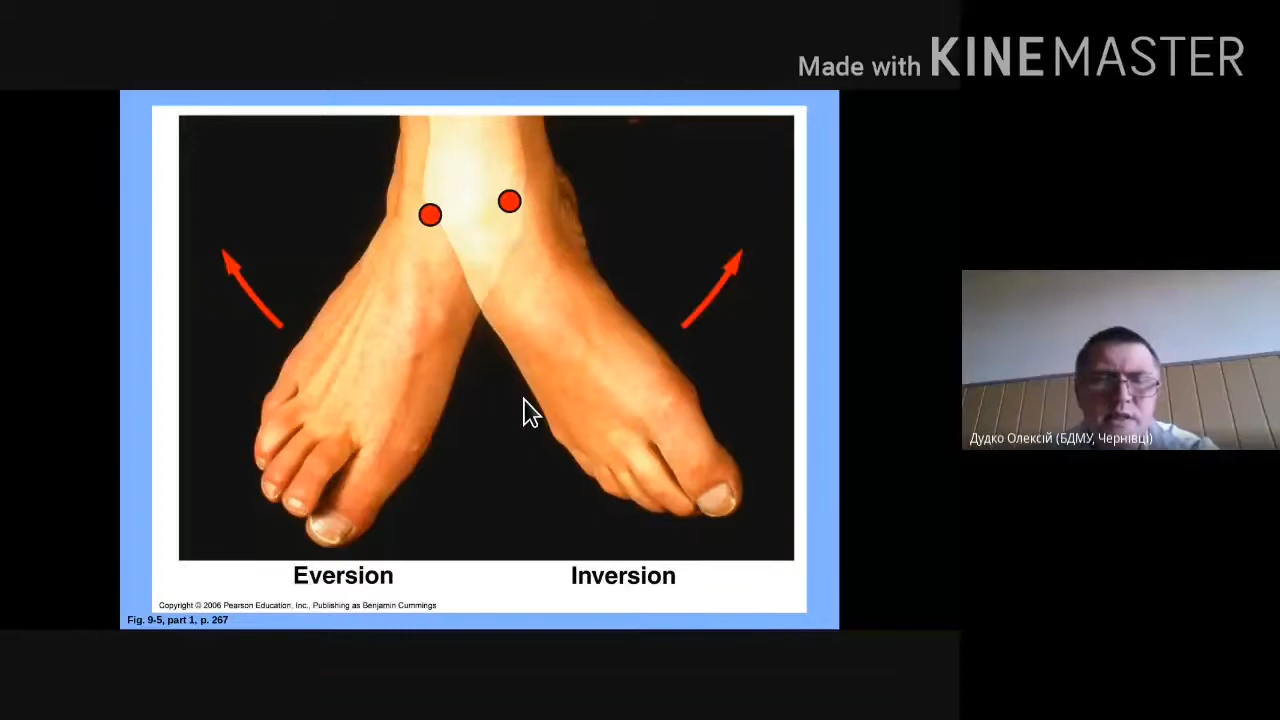 Made with KINEMASTER
Eversion Inversion
Copyright © 2006 Pearson Education, Inc., Publishing as Benjamin Cummings
Fig. 9-5, part 1, p. 267
Дудко Олексій (БДМУ, Чернівці)